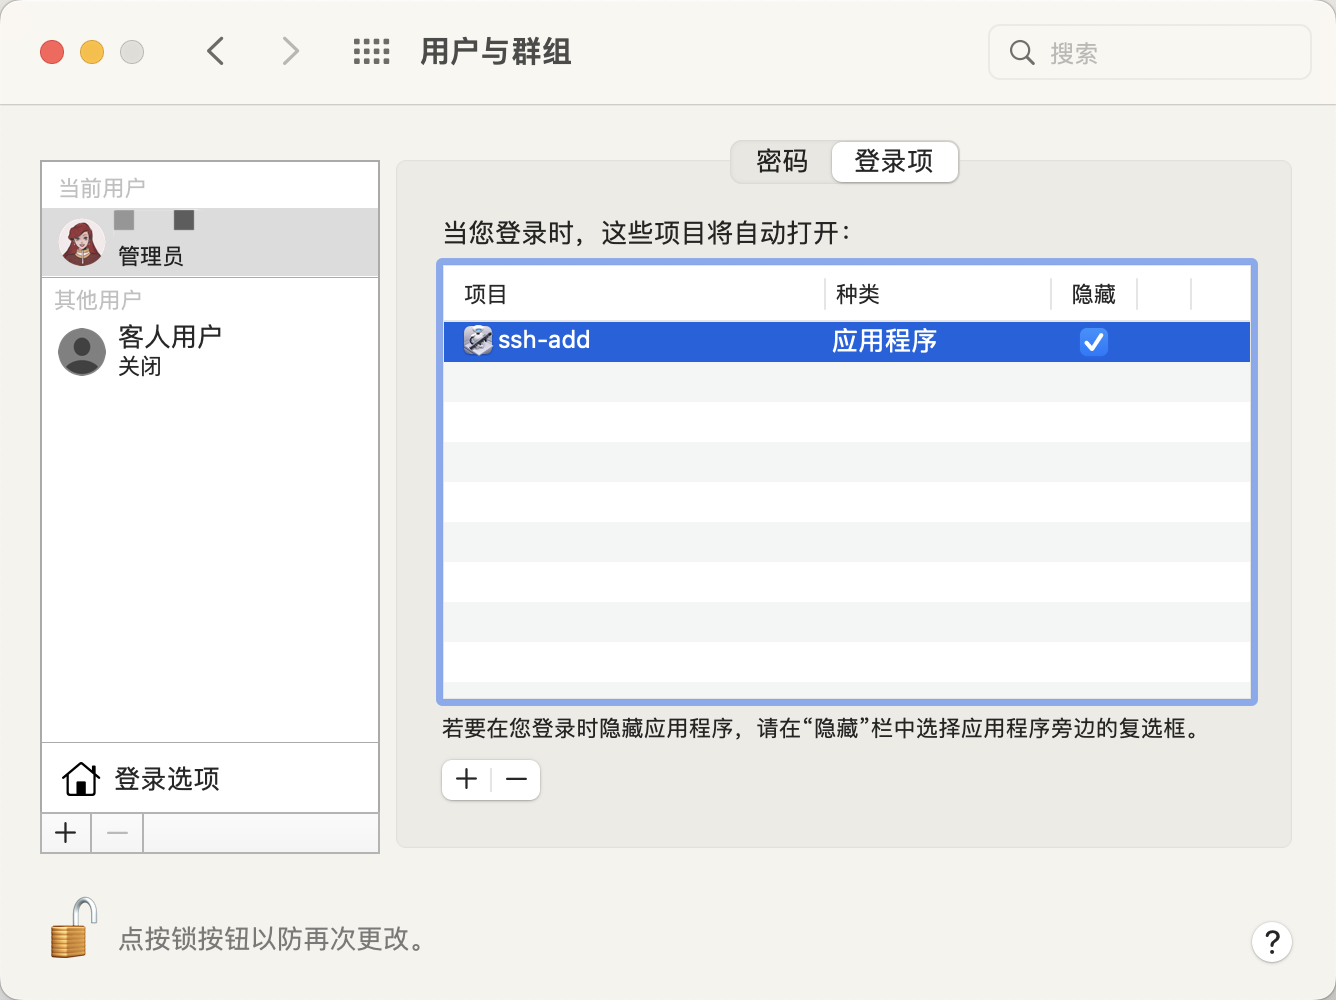 用户与群组
搜索
当前用户
管理员
其他用户
客人用户
关闭
登录选项
密码
登录项
当您登录时，这些项目将自动打开：
项目 种类 隐藏
ssh-add 应用程序
若要在您登录时隐藏应用程序，请在“隐藏”栏中选择应用程序旁边的复选框。
点按锁按钮以防再次更改。
?